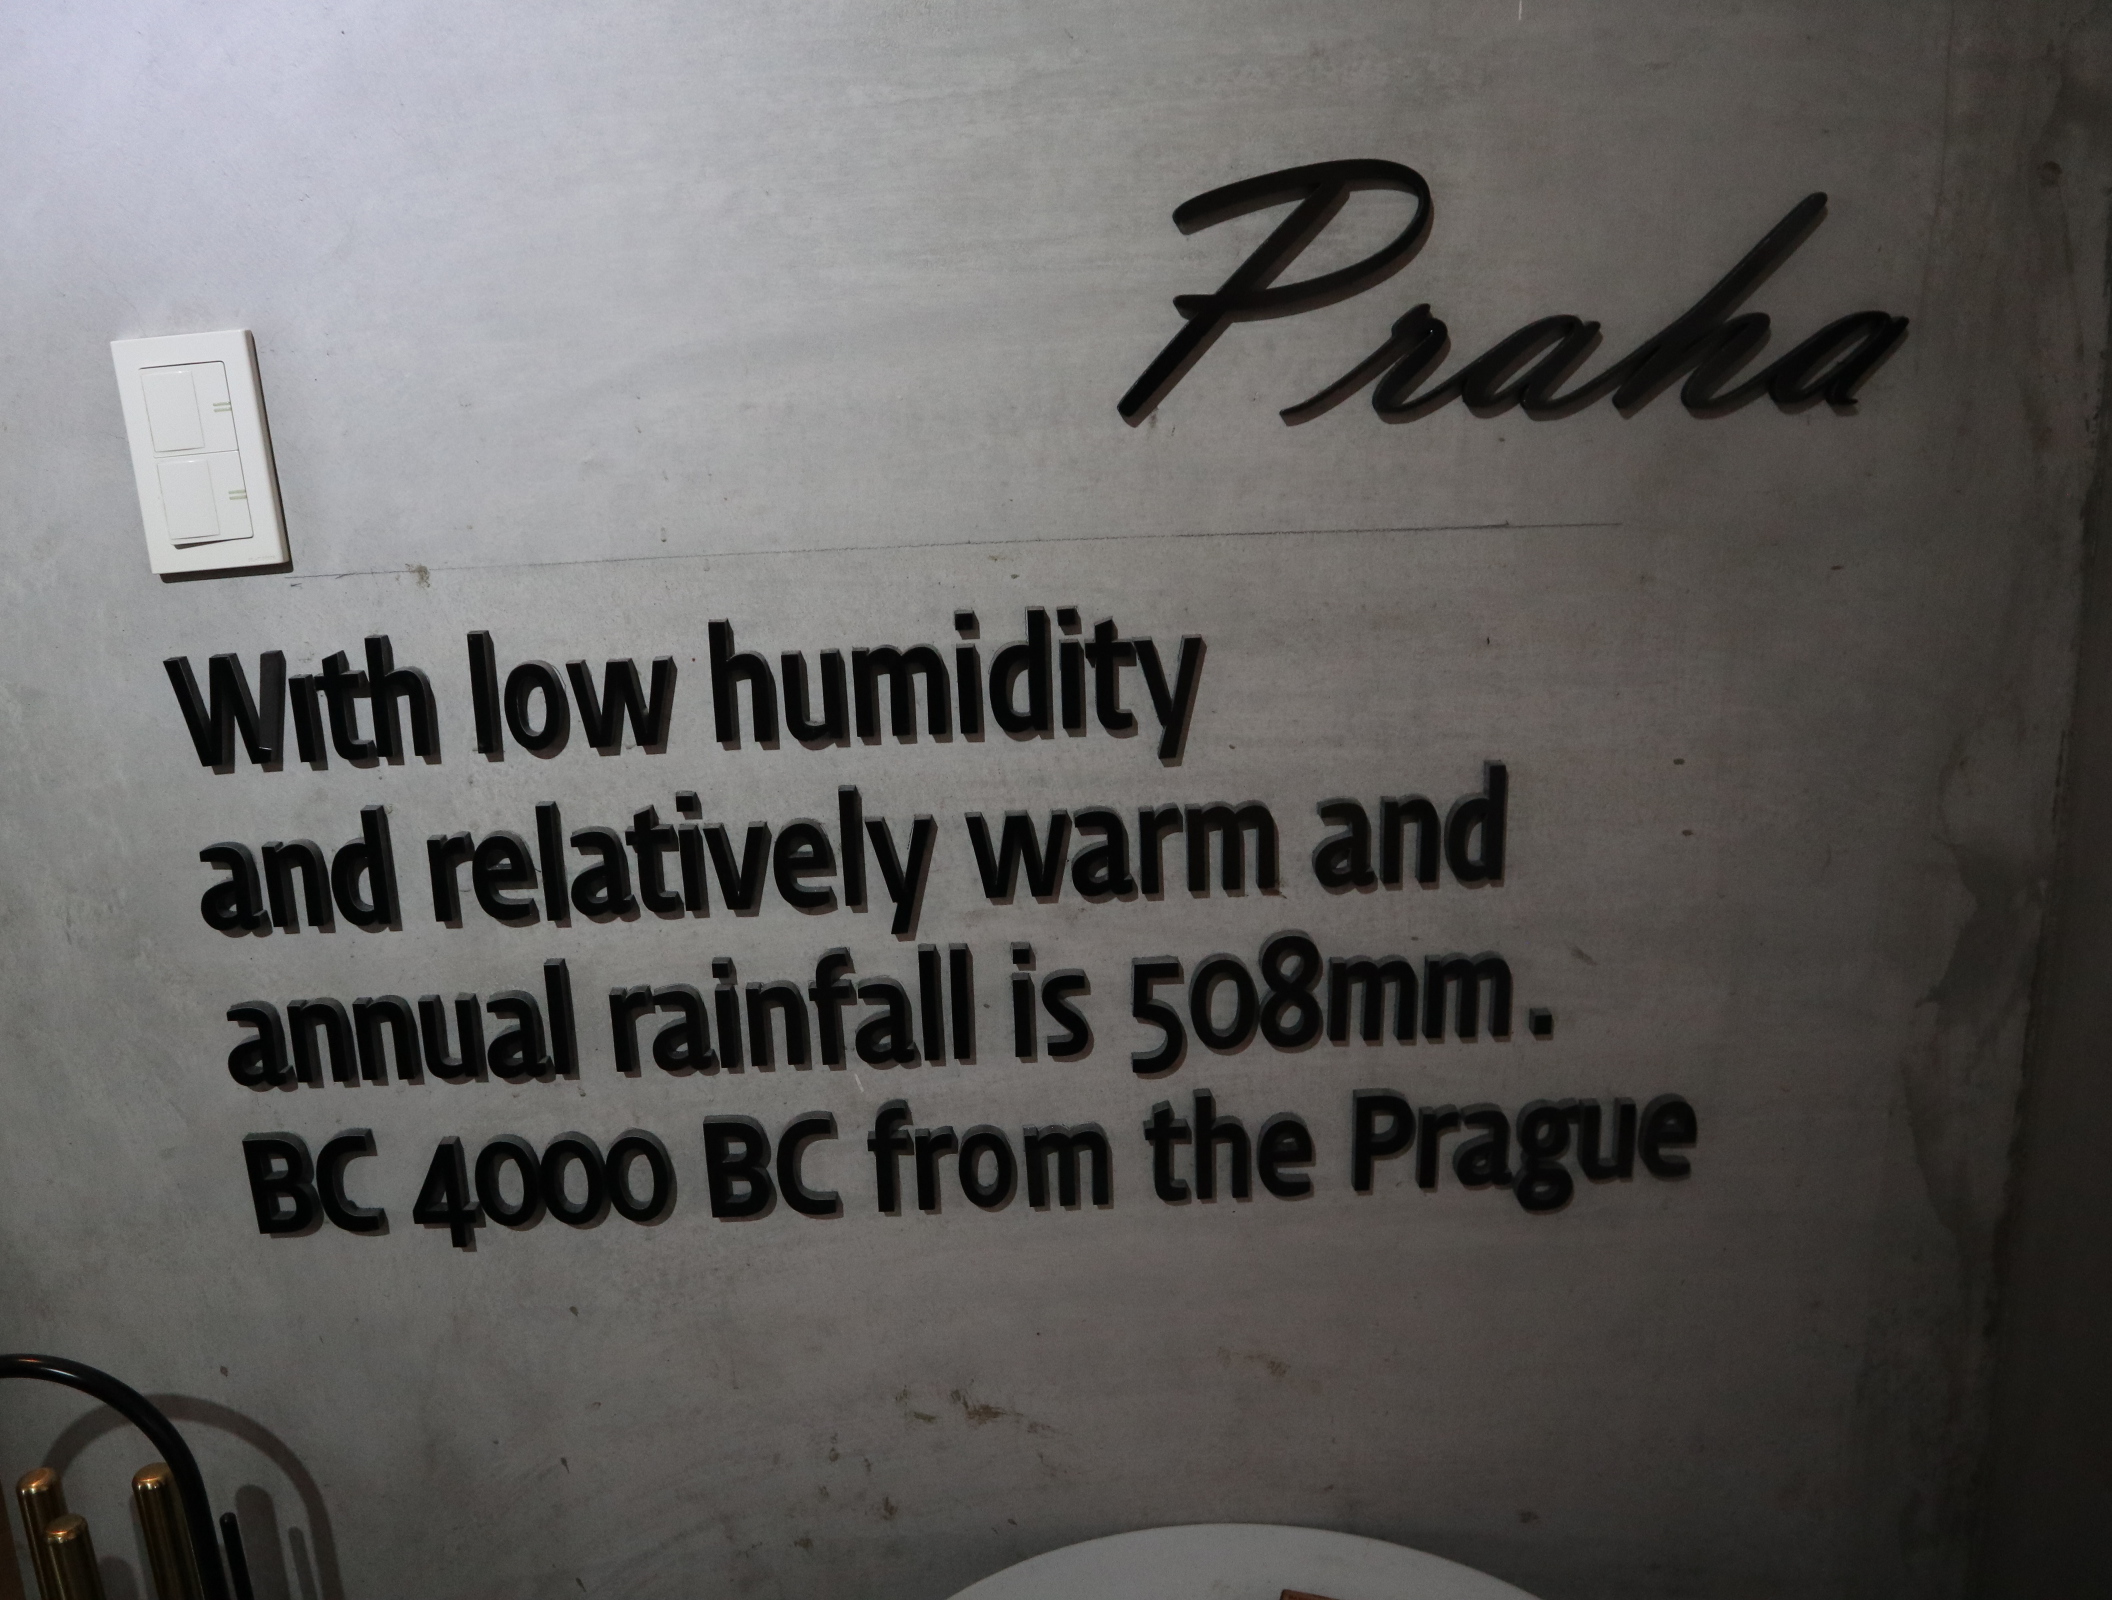 Praha
With low humidity
and relatively warm and
annual rainfall is 508mm.
BC 4000 BC from the Prague